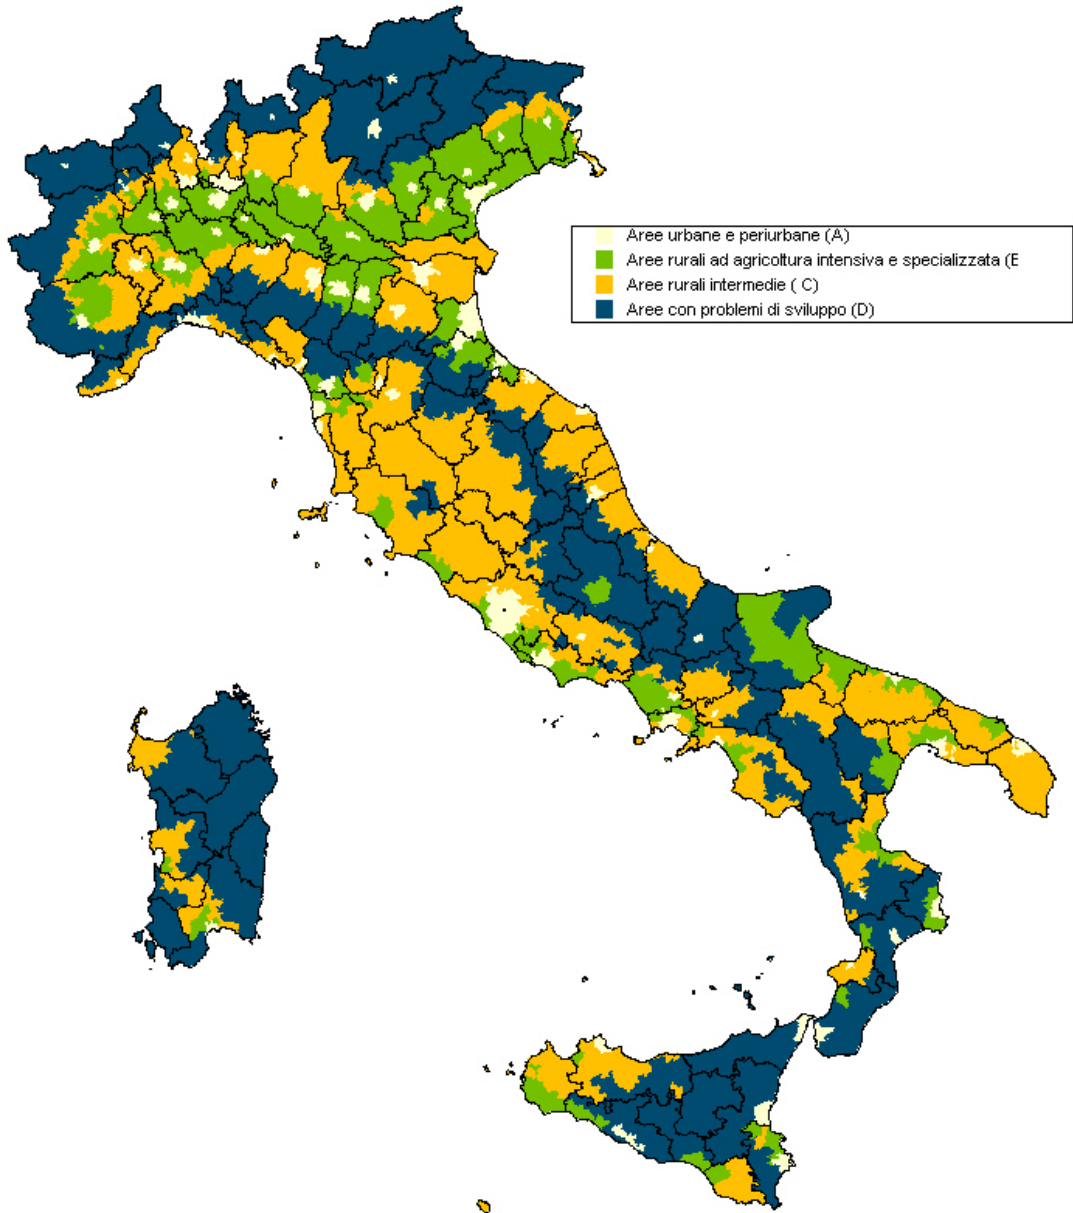 Aree urbane e periurbane (A)
Aree rurali ad agricoltura intensiva e specializzata (E
Aree rurali intermedie ( C)
Aree con problemi di sviluppo (D)